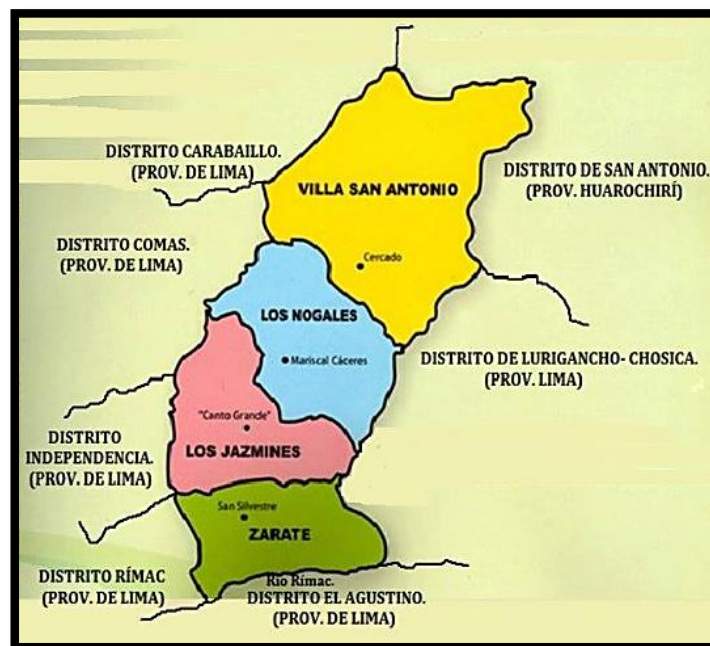 DISTRITO CARABAILLO.
(PROV. DE LIMA)
VILLA SAN ANTONIO
DISTRITO DE SAN ANTONIO.
(PROV. HUAROCHIRÍ)
DISTRITO COMAS.
(PROV. DE LIMA)
Cercado
LOS NOGALES
Mariscal Cáceres
DISTRITO DE LURIGANCHO- CHOSICA.
(PROV. LIMA)
"Canto Grande"
LOS JAZMINES
DISTRITO
INDEPENDENCIA.
(PROV. DE LIMA)
San Silvestre
ZARATE
DISTRITO RÍMAC
(PROV. DE LIMA)
Río Rímac.
DISTRITO EL AGUSTINO.
(PROV. DE LIMA)